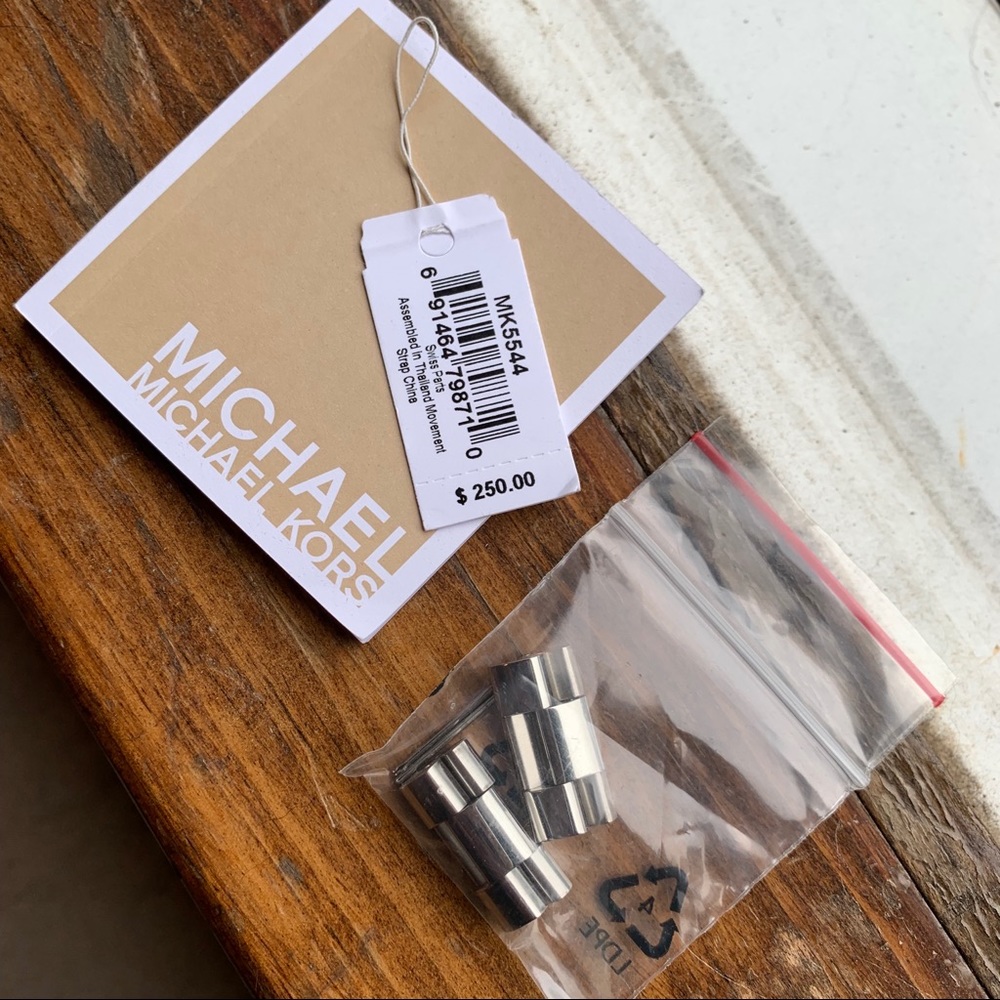 MICHAEL
MICHAEL KORS
MK5544
6 91464 79871 0
Swiss Parts
Assembled in Thailand Movement
Strap China
$ 250.00
4
LDPE